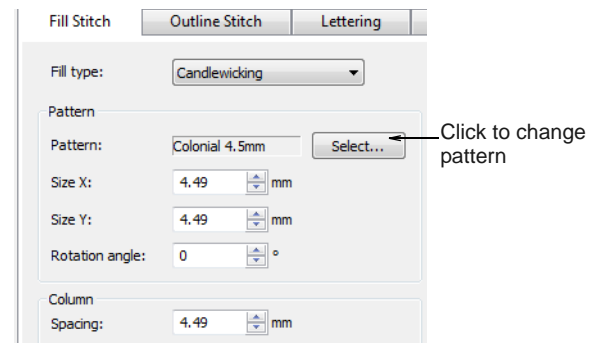 Fill Stitch Outline Stitch Lettering
Fill type: Candlewicking
Pattern
Pattern: Colonial 4.5mm Select... Click to change
pattern
Size X: 4.49 mm
Size Y: 4.49 mm
Rotation angle: 0 °
Column
Spacing: 4.49 mm